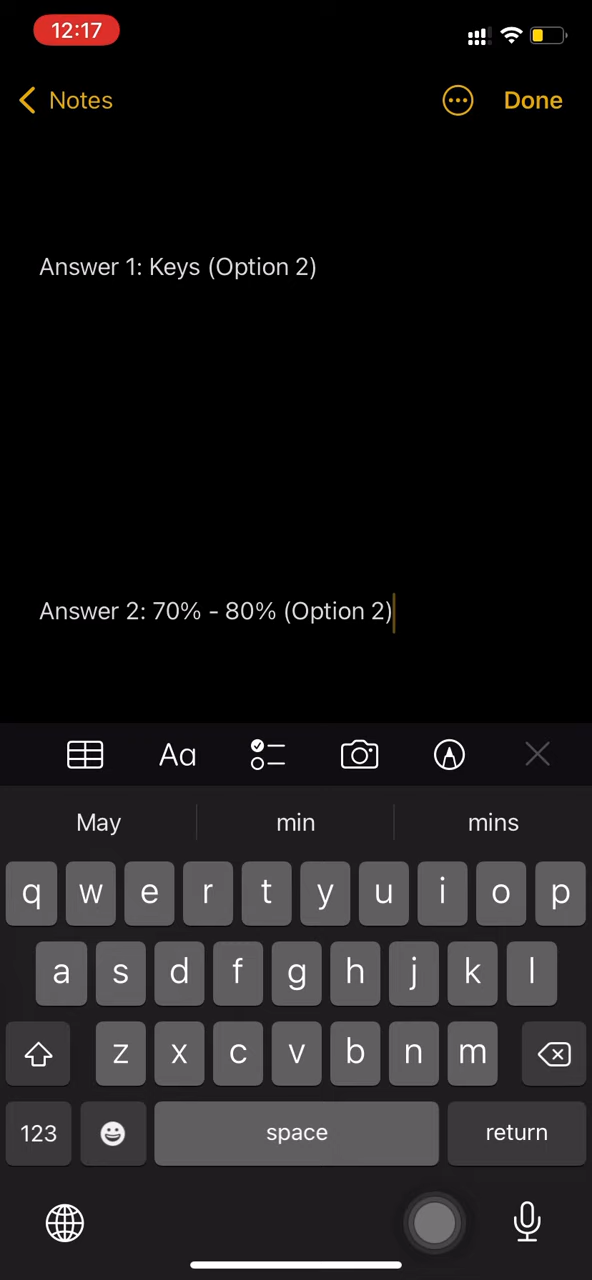 12:17
Notes
Done
Answer 1: Keys (Option 2)
Answer 2: 70% - 80% (Option 2)
Aa
May min mins
q w e r t y u i o p
a s d f g h j k l
z x c v b n m
123 space return